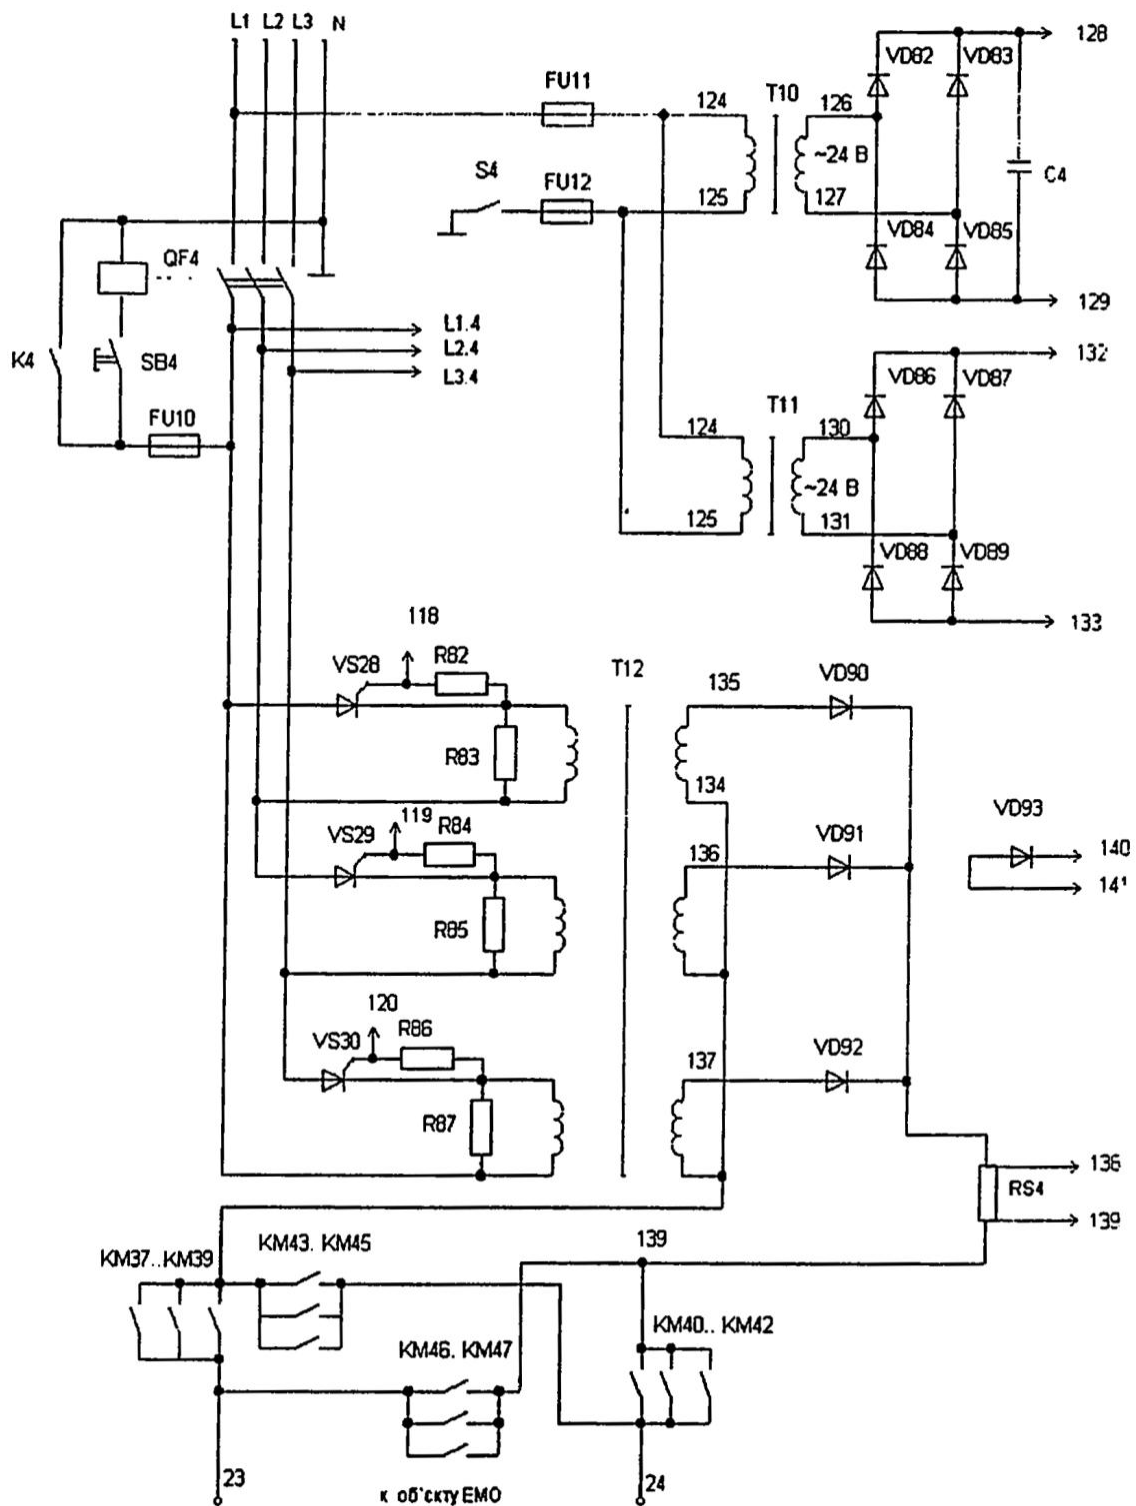 L1 L2 L3 N
128
VD82 VD83
FU11
124
T10
126
~24 В
C4
S4
FU12
125
127
VD84 VD85
QF4
129
L1.4
L2.4
L3.4
K4
SB4
132
VD86 VD87
FU10
124
T11
130
~24 В
125
131
VD88 VD89
133
118
VS28
R82
T12
135
VD90
R83
134
119
VS29
R84
136
VD91
VD93
140
141
R85
120
VS30
R86
137
VD92
R87
136
RS4
139
KM37..KM39
KM43. KM45
139
KM40.. KM42
KM46. KM47
23
24
к об'єкту ЕМО